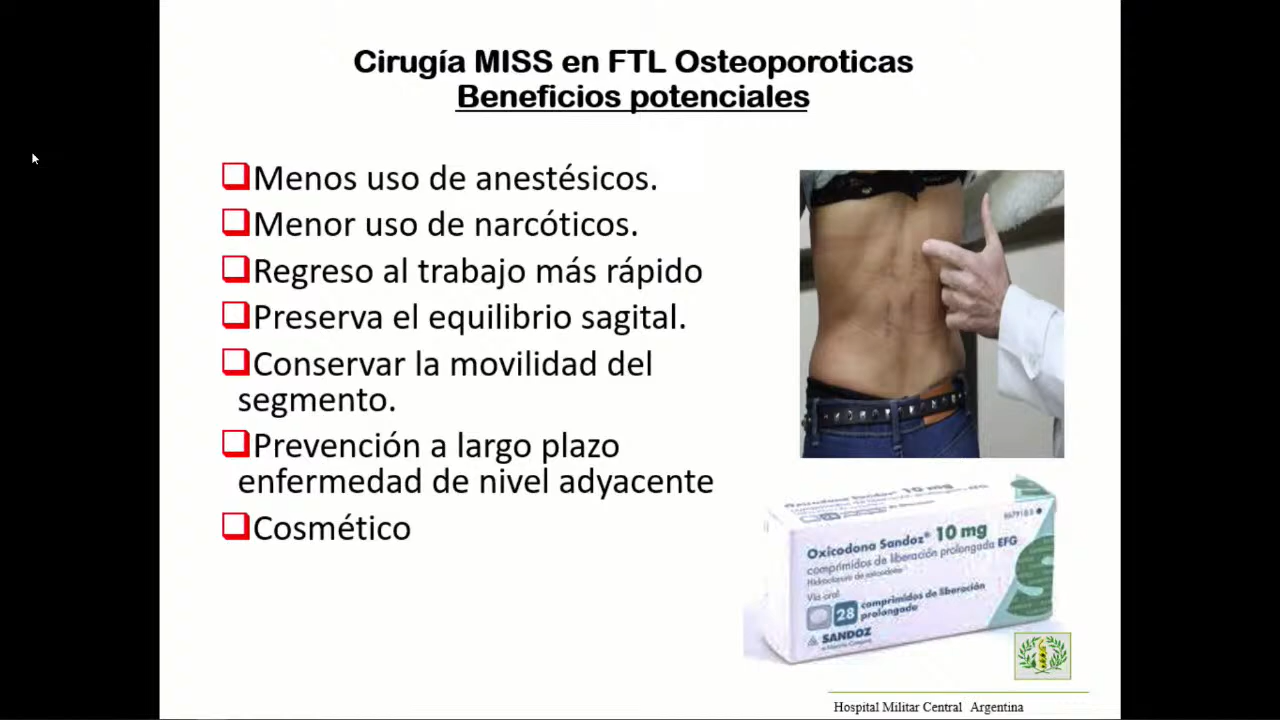 Cirugía MISS en FTL Osteoporoticas
Beneficios potenciales
Menos uso de anestésicos.
Menor uso de narcóticos.
Regreso al trabajo más rápido
Preserva el equilibrio sagital.
Conservar la movilidad del
segmento.
Prevención a largo plazo
enfermedad de nivel adyacente
Cosmético
Oxicodona Sandoz® 10 mg
comprimidos de liberación prolongada EFG
Hidrocloruro de oxicodona
Vía oral
28 comprimidos de liberación
prolongada
SANDOZ
Hospital Militar Central Argentina